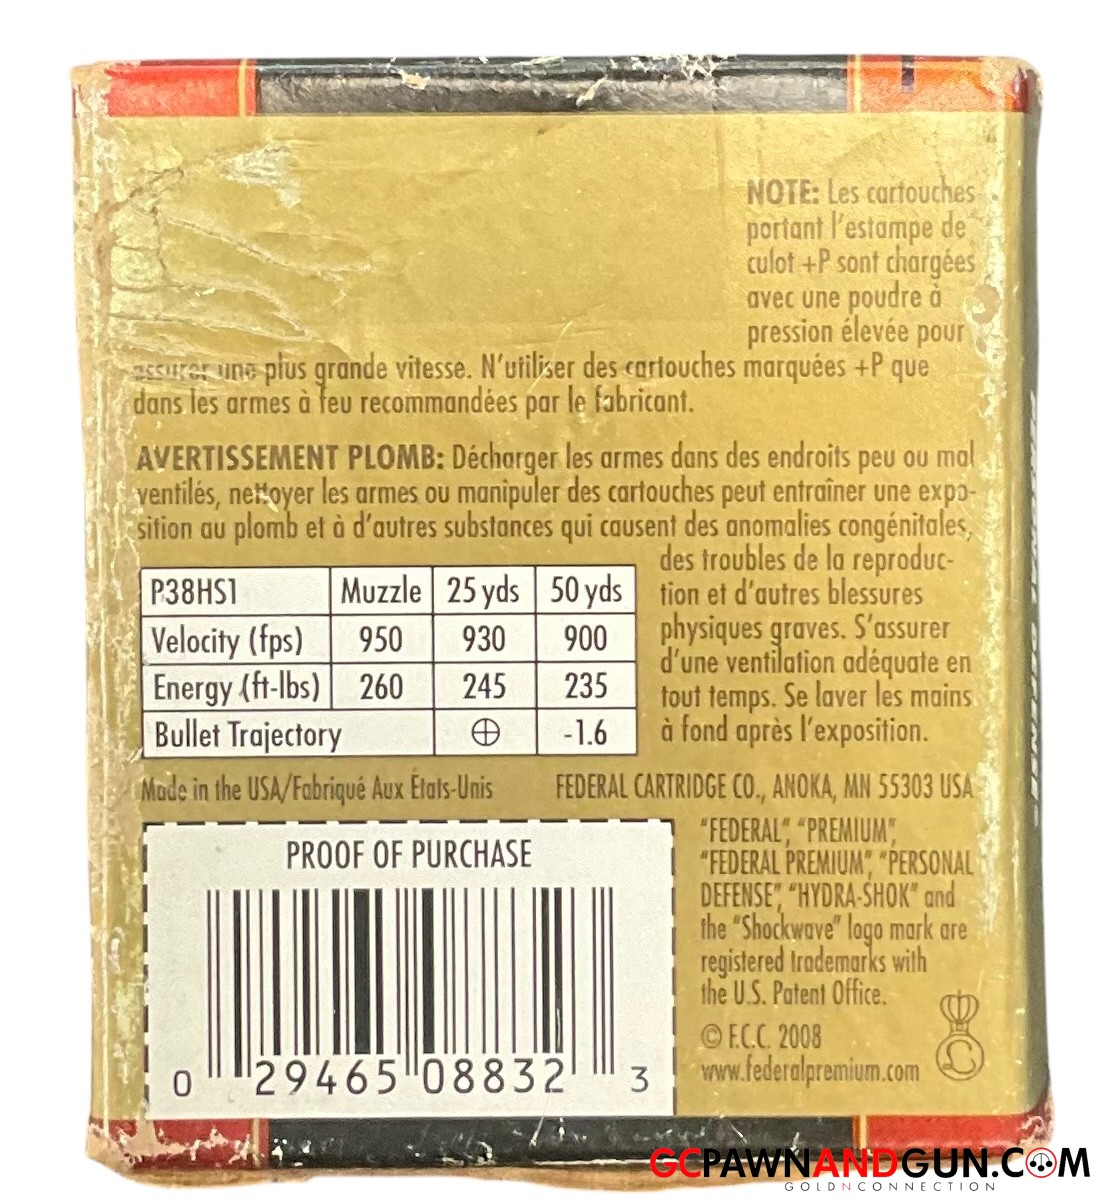 NOTE: Les cartouches
portant l'estampe de
culot +P sont chargées
avec une poudre à
pression élevée pour
assurer une plus grande vitesse. N'utiliser des cartouches marquées +P que
dans les armes à feu recommandées par le fabricant.
AVERTISSEMENT PLOMB: Décharger les armes dans des endroits peu ou mal
ventilés, nettoyer les armes ou manipuler des cartouches peut entraîner une expo-
sition au plomb et à d'autres substances qui causent des anomalies congénitales,
des troubles de la reproduc-
tion et d'autres blessures
physiques graves. S'assurer
d'une ventilation adéquate en
tout temps. Se laver les mains
à fond après l'exposition.
P38HS1 Muzzle 25 yds 50 yds
Velocity (fps) 950 930 900
Energy (ft-lbs) 260 245 235
Bullet Trajectory ⊕ -1.6
Made in the USA/Fabriqué Aux États-Unis
FEDERAL CARTRIDGE CO., ANOKA, MN 55303 USA
PROOF OF PURCHASE
0 29465 08832 3
"FEDERAL", "PREMIUM",
"FEDERAL PREMIUM", "PERSONAL
DEFENSE", "HYDRA-SHOK" and
the "Shockwave" logo mark are
registered trademarks with
the U.S. Patent Office.
© F.C.C. 2008
www.federalpremium.com
GCPAWNANDGUN.COM
GOLDNCONNECTION